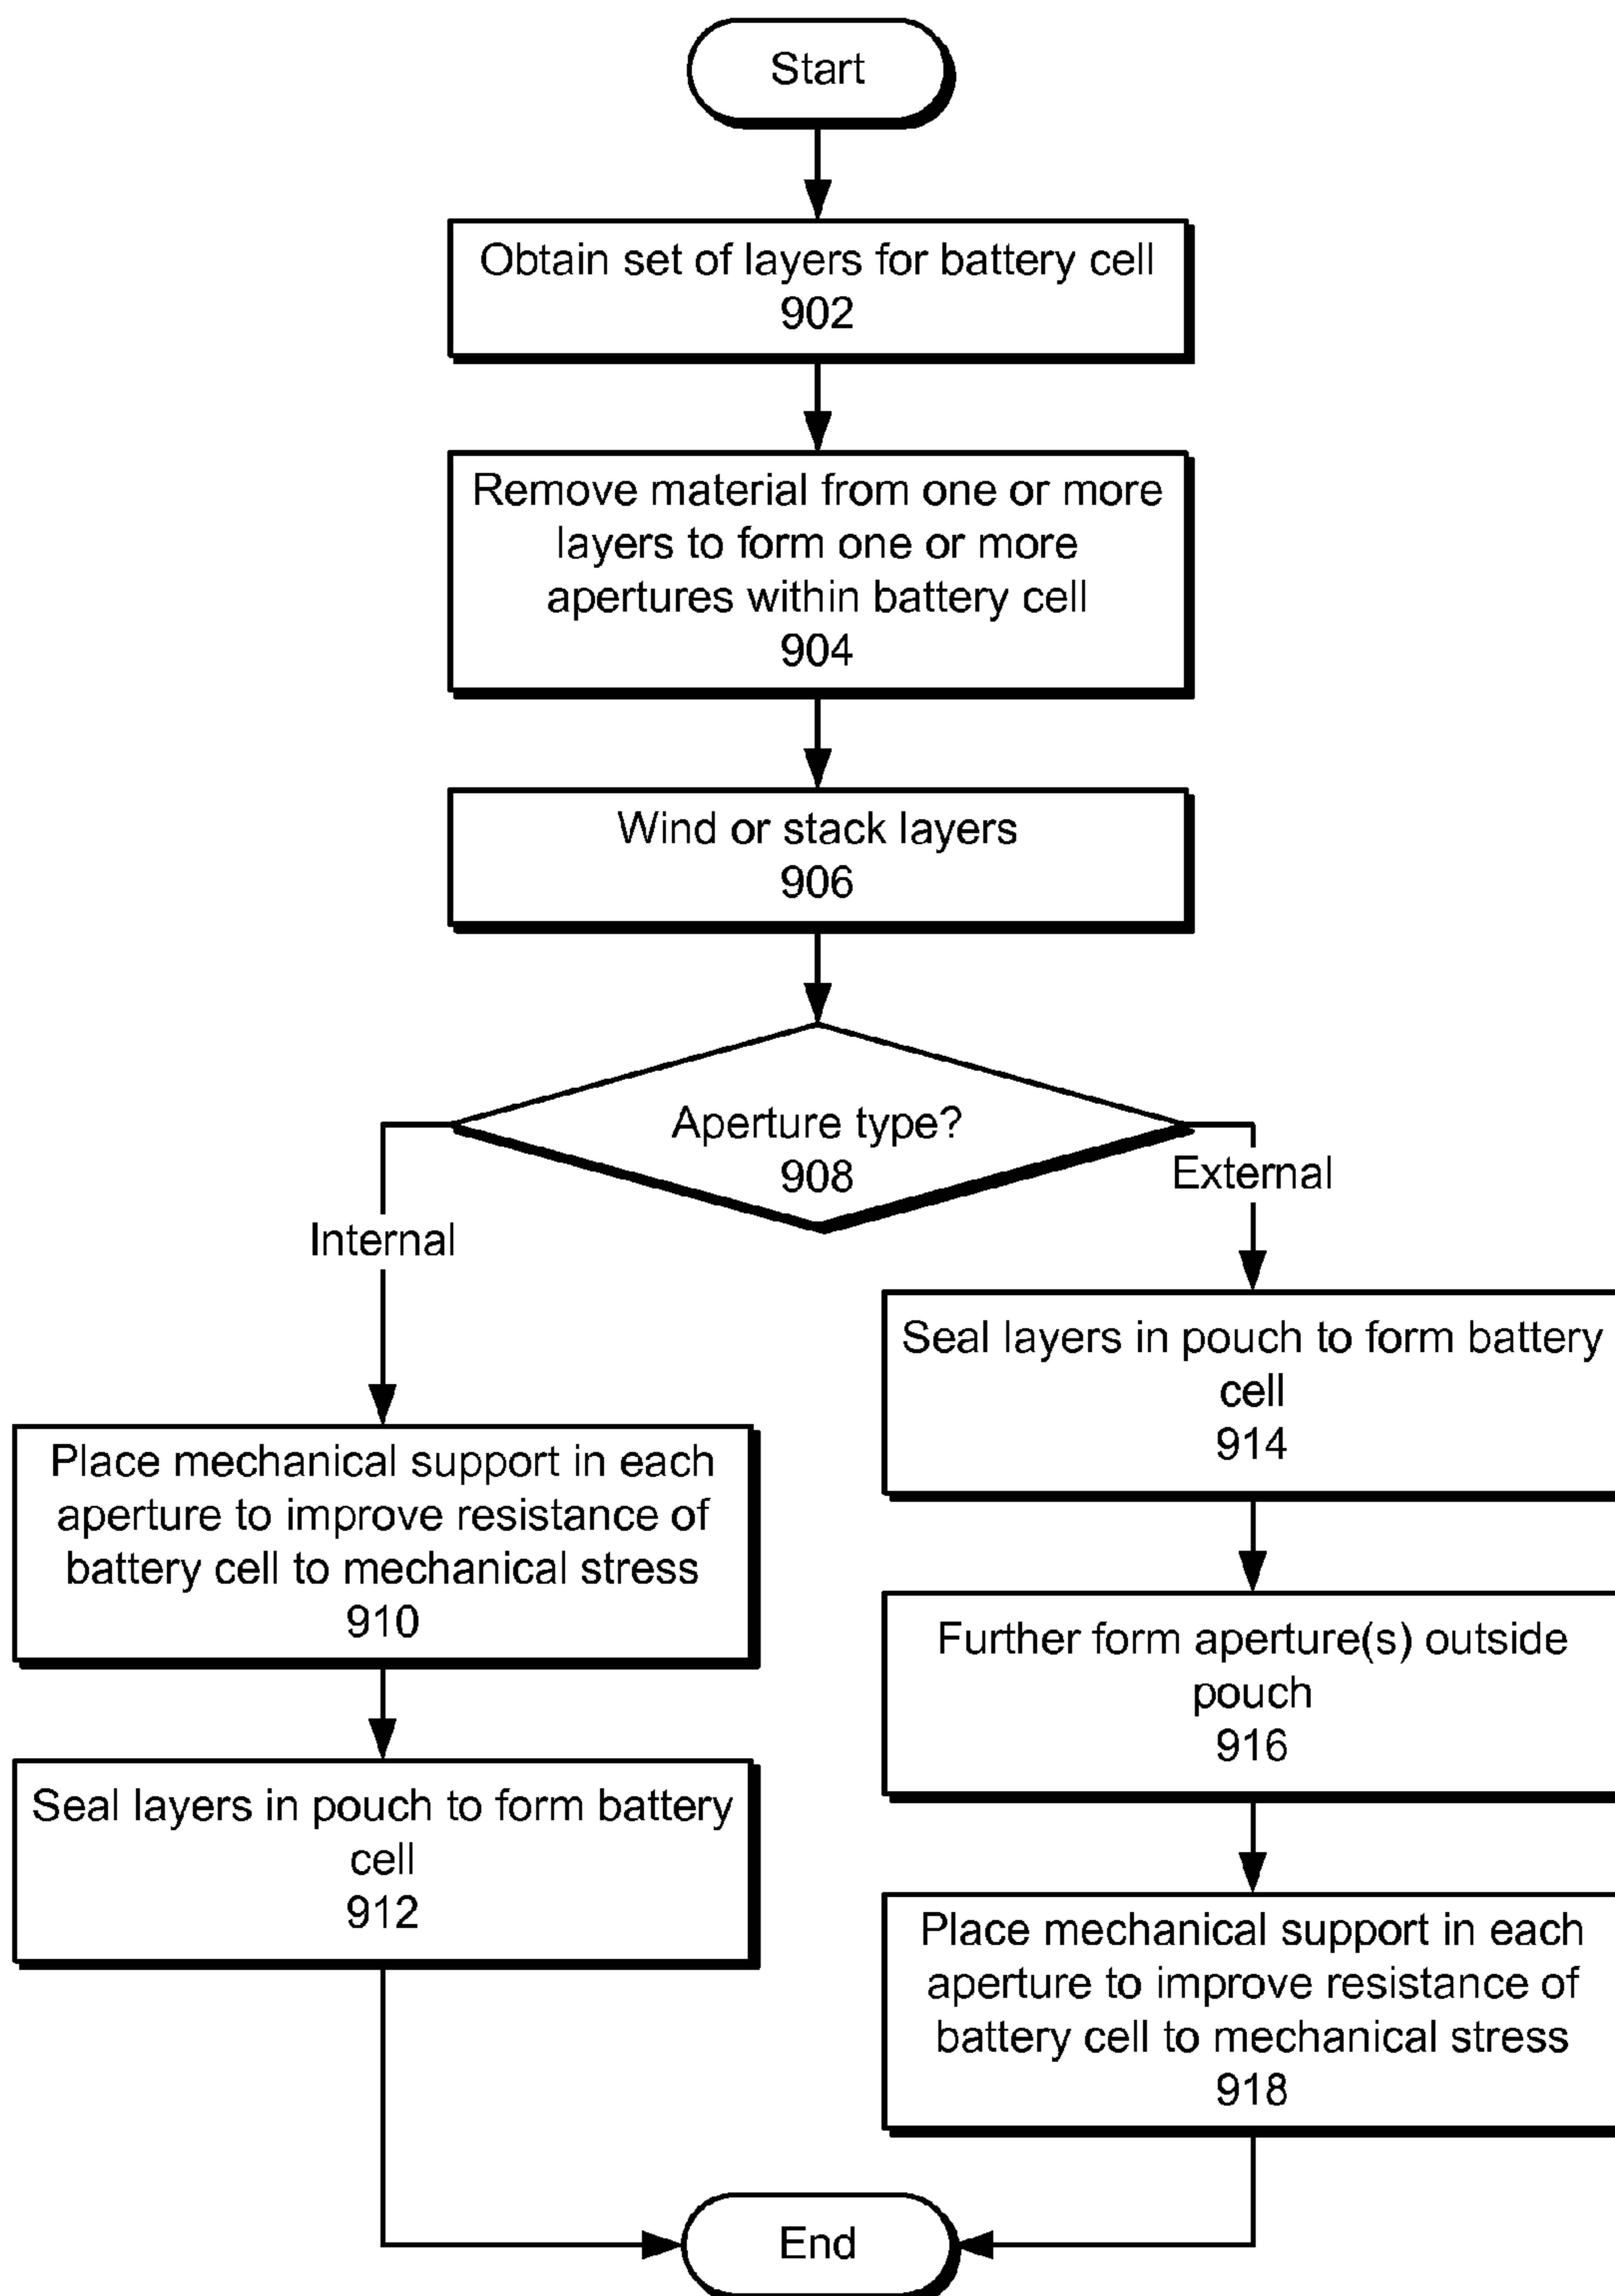 Start
Obtain set of layers for battery cell
902
Remove material from one or more
layers to form one or more
apertures within battery cell
904
Wind or stack layers
906
Aperture type?
908
Internal
External
Place mechanical support in each
aperture to improve resistance of
battery cell to mechanical stress
910
Seal layers in pouch to form battery
cell
912
Seal layers in pouch to form battery
cell
914
Further form aperture(s) outside
pouch
916
Place mechanical support in each
aperture to improve resistance of
battery cell to mechanical stress
918
End